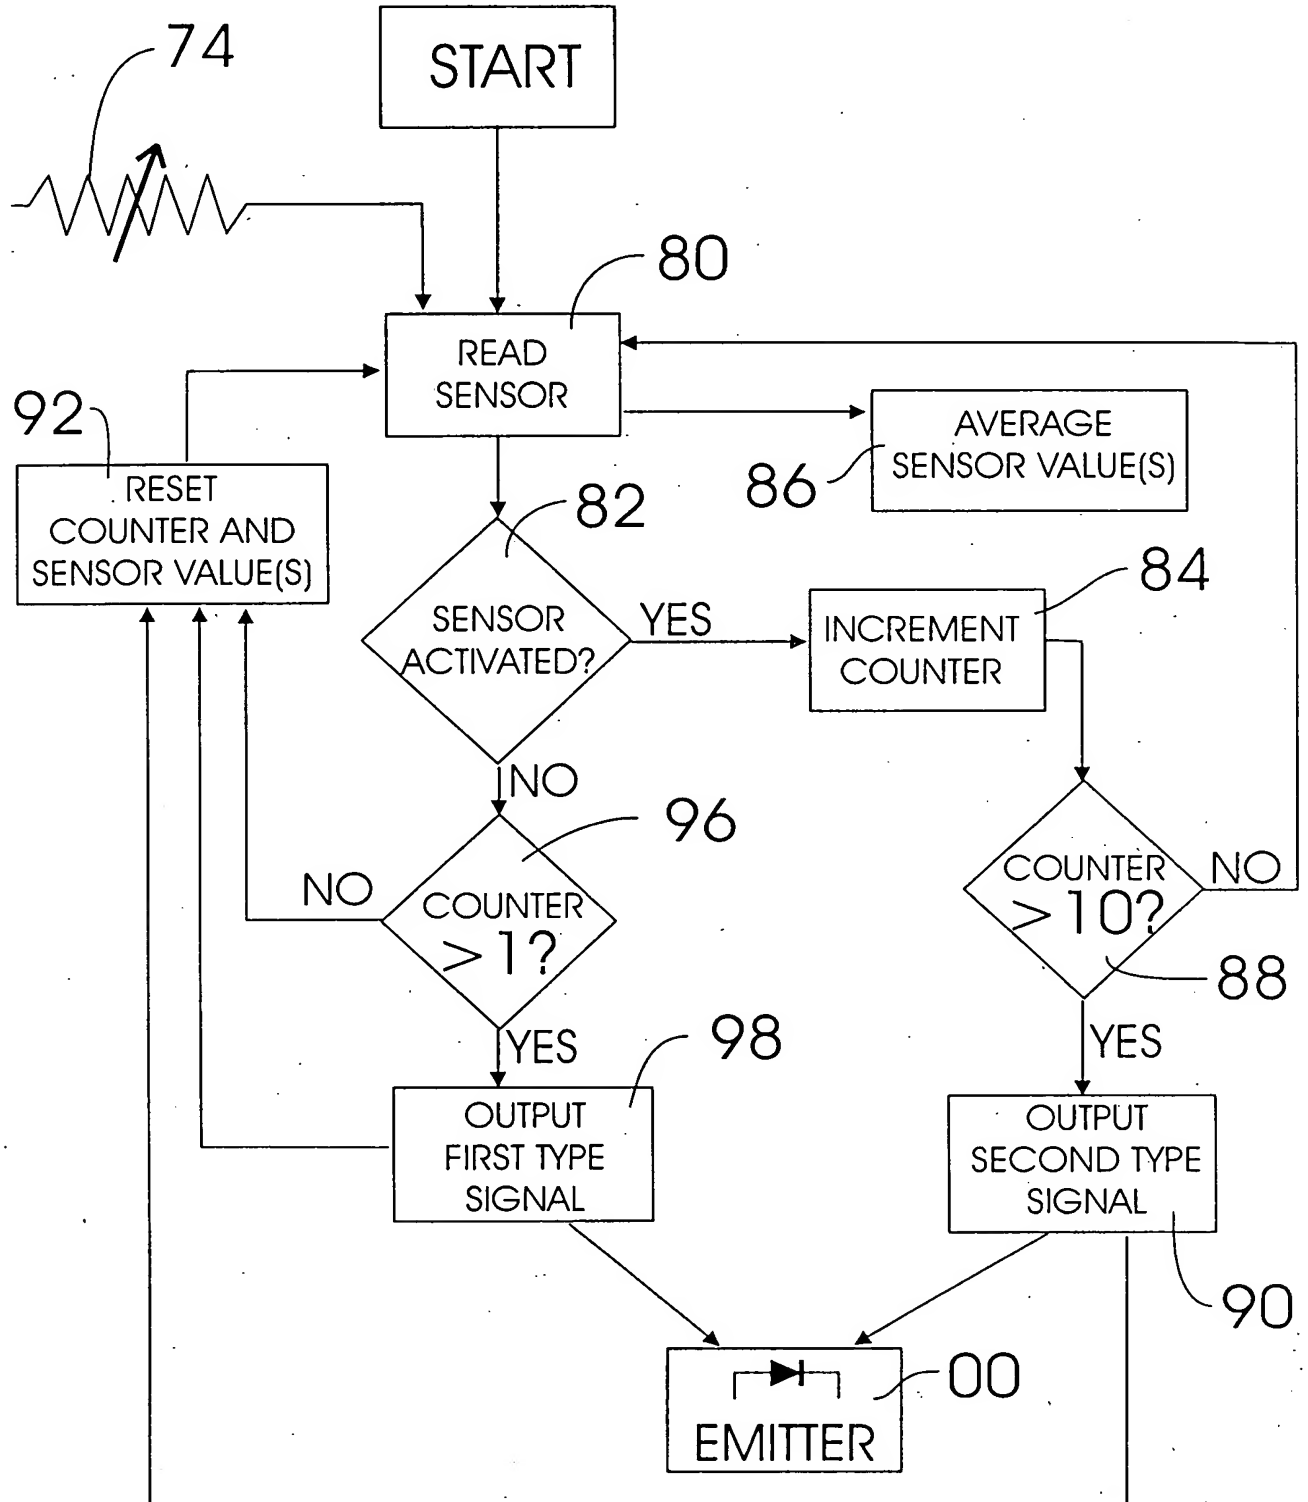 74
START
80
READ
SENSOR
92
RESET
COUNTER AND
SENSOR VALUE(S)
AVERAGE
SENSOR VALUE(S)
86
82
SENSOR
ACTIVATED?
YES
84
INCREMENT
COUNTER
NO
96
COUNTER
> 1?
NO
COUNTER
> 10?
NO
88
YES
98
OUTPUT
FIRST TYPE
SIGNAL
YES
OUTPUT
SECOND TYPE
SIGNAL
90
00
EMITTER